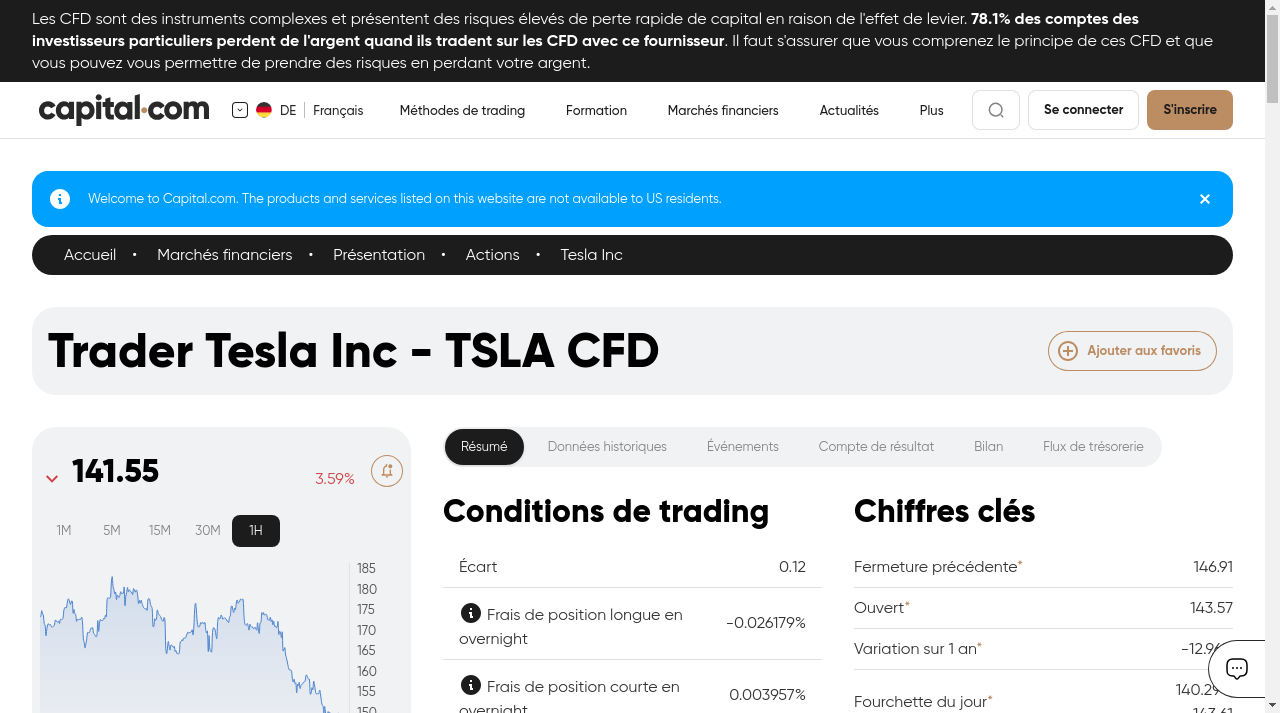 Les CFD sont des instruments complexes et présentent des risques élevés de perte rapide de capital en raison de l'effet de levier. 78.1% des comptes des
investisseurs particuliers perdent de l'argent quand ils tradent sur les CFD avec ce fournisseur. Il faut s'assurer que vous comprenez le principe de ces CFD et que
vous pouvez vous permettre de prendre des risques en perdant votre argent.
capital.com DE Français Méthodes de trading Formation Marchés financiers Actualités Plus Se connecter S'inscrire
Welcome to Capital.com. The products and services listed on this website are not available to US residents.
Accueil • Marchés financiers • Présentation • Actions • Tesla Inc
Trader Tesla Inc - TSLA CFD
Ajouter aux favoris
141.55
3.59%
1M 5M 15M 30M 1H
185
180
175
170
165
160
155
150
Résumé Données historiques Événements Compte de résultat Bilan Flux de trésorerie
Conditions de trading
Écart 0.12
Frais de position longue en
overnight
-0.026179%
Frais de position courte en
overnight
0.003957%
Chiffres clés
Fermeture précédente* 146.91
Ouvert* 143.57
Variation sur 1 an*
Fourchette du jour*
143.61